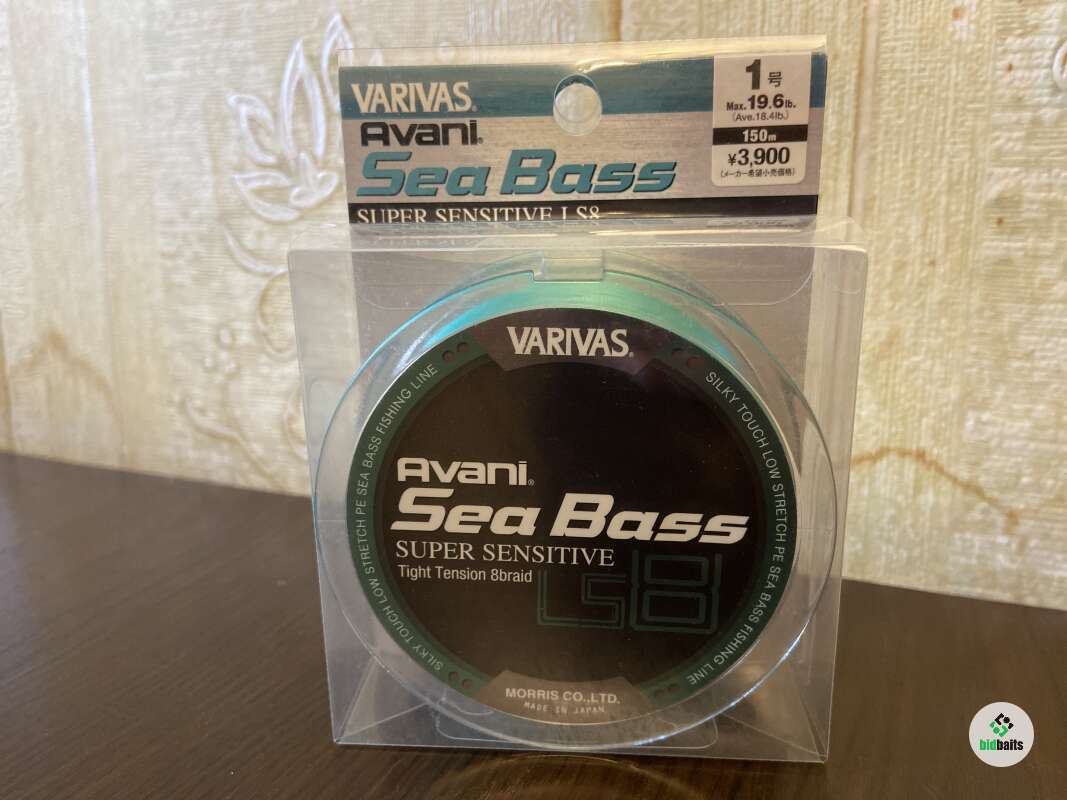 VARIVAS®
Avani®
Sea Bass
SUPER SENSITIVE LS8
1号
Max. 19.6lb.
(Ave.18.4lb.)
150m
¥3,900
(メーカー希望小売価格)
VARIVAS®
SILKY TOUCH LOW STRETCH PE SEA BASS FISHING LINE
SILKY TOUCH LOW STRETCH PE SEA BASS FISHING LINE
Avani®
Sea Bass
SUPER SENSITIVE
Tight Tension 8braid
LS8
MORRIS CO.,LTD.
MADE IN JAPAN
bidbaits